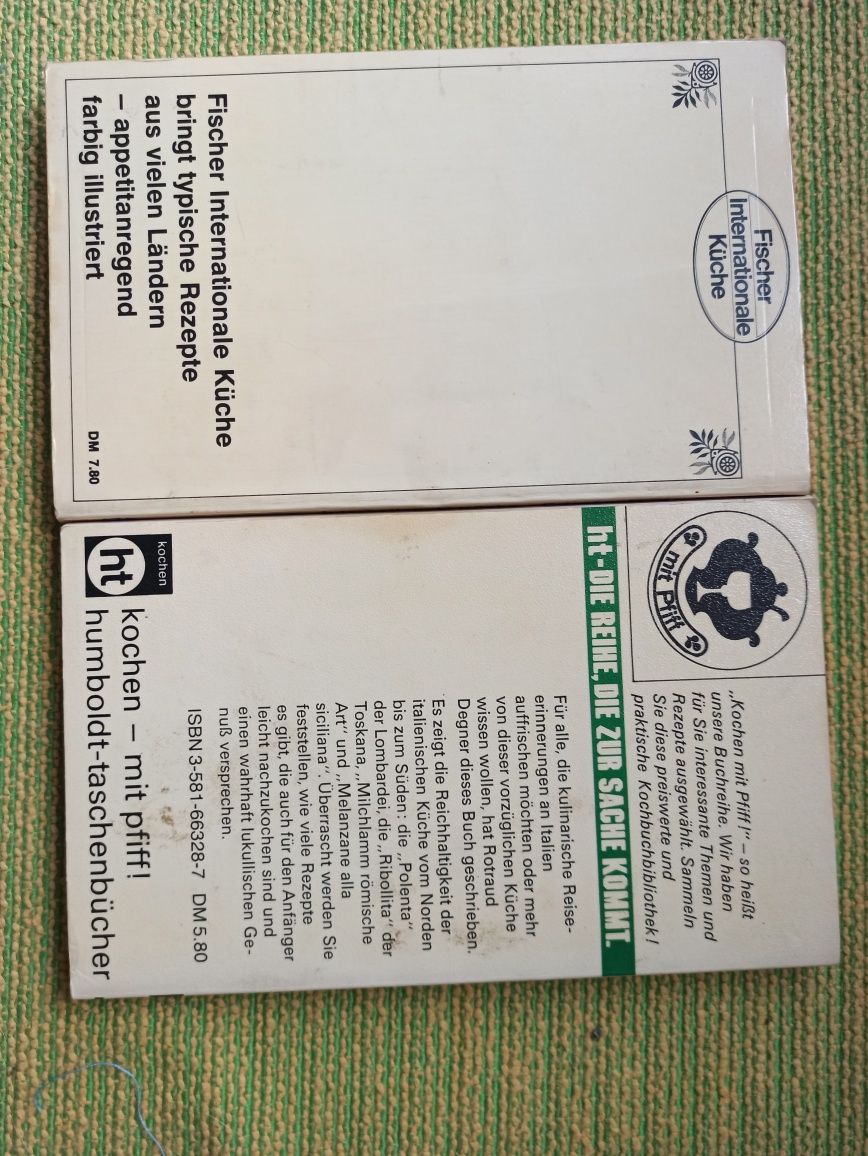 Fischer
Internationale
Küche
Fischer Internationale Küche
bringt typische Rezepte
aus vielen Ländern
– appetitanregend
farbig illustriert
DM 7.80
mit Pfiff
„Kochen mit Pfiff!“ – so heißt
unsere Buchreihe. Wir haben
für Sie interessante Themen und
Rezepte ausgewählt. Sammeln
Sie diese preiswerte und
praktische Kochbuchbibliothek!
ht-DIE REIHE, DIE ZUR SACHE KOMMT.
Für alle, die kulinarische Reise-
erinnerungen an Italien
auffrischen möchten oder mehr
von dieser vorzüglichen Küche
wissen wollen, hat Rotraud
Degner dieses Buch geschrieben.
Es zeigt die Reichhaltigkeit der
italienischen Küche vom Norden
bis zum Süden: die „Polenta“
der Lombardei, die „Ribollita“ der
Toskana, „Milchlamm römische
Art“ und „Melanzane alla
siciliana“. Überrascht werden Sie
feststellen, wie viele Rezepte
es gibt, die auch für den Anfänger
leicht nachzukochen sind und
einen wahrhaft lukullischen Ge-
nuß versprechen.
ISBN 3-581-66328-7 DM 5.80
kochen
ht
kochen – mit pfiff!
humboldt-taschenbücher